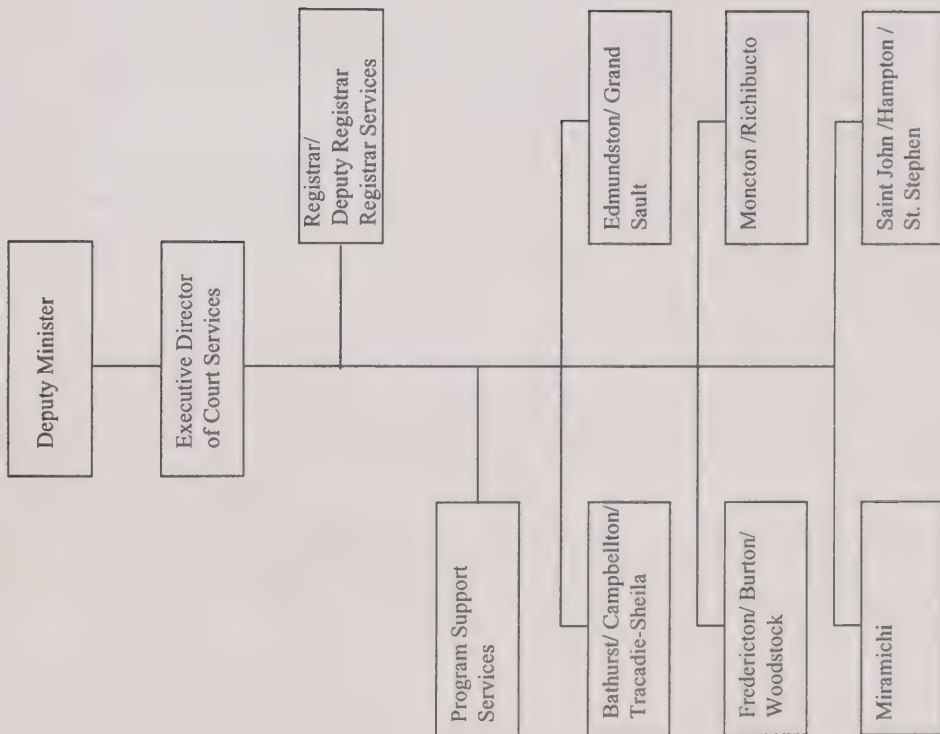 Deputy Minister
Executive Director
of Court Services
Registrar/
Deputy Registrar
Registrar Services
Program Support
Services
Bathurst/ Campbellton/
Tracadie-Sheila
Edmundston/ Grand
Sault
Fredericton/ Burton/
Woodstock
Moncton /Richibucto
Miramichi
Saint John /Hampton /
St. Stephen